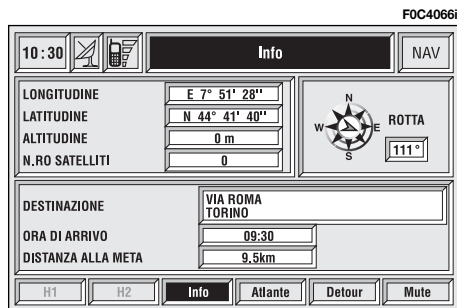 F0C4066i
10:30 Info NAV
LONGITUDINE E 7° 51' 28"
LATITUDINE N 44° 41' 40"
ALTITUDINE 0 m
N.RO SATELLITI 0
N
W E
S
ROTTA
111°
DESTINAZIONE VIA ROMA
TORINO
ORA DI ARRIVO 09:30
DISTANZA ALLA META 9.5km
H1 H2 Info Atlante Detour Mute